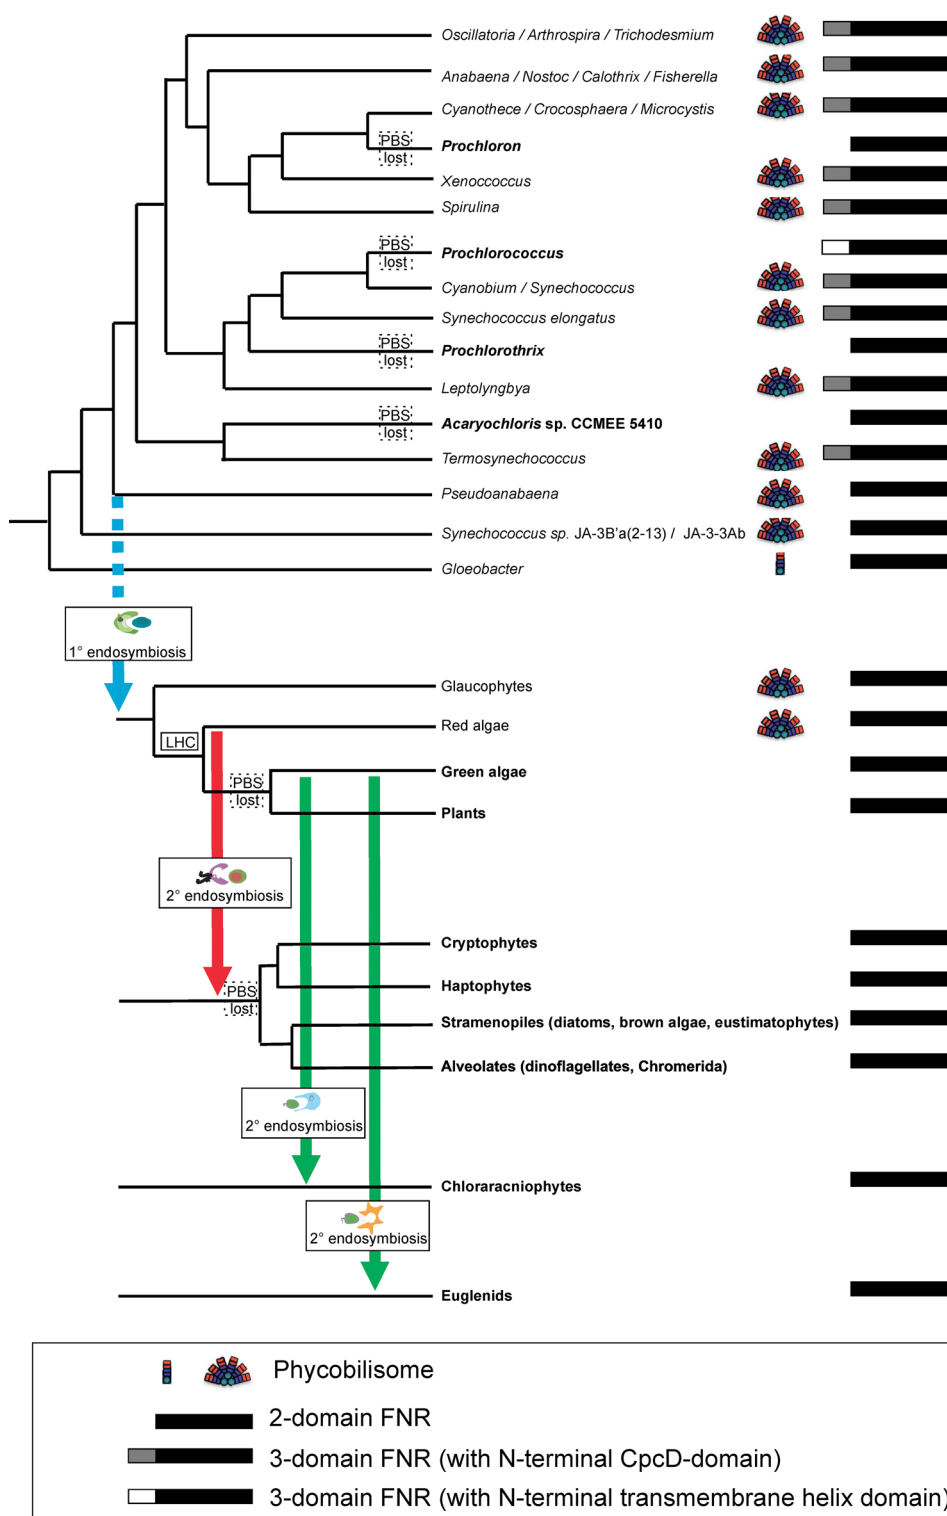 Oscillatoria / Arthrospira / Trichodesmium
Anabaena / Nostoc / Calothrix / Fisherella
Cyanothece / Crocosphaera / Microcystis
PBS
lost
Prochloron
Xenoccoccus
Spirulina
PBS
lost
Prochlorococcus
Cyanobium / Synechococcus
Synechococcus elongatus
PBS
lost
Prochlorothrix
Leptolyngbya
PBS
lost
Acaryochloris sp. CCMEE 5410
Termosynechococcus
Pseudoanabaena
Synechococcus sp. JA-3B'a(2-13) / JA-3-3Ab
Gloeobacter
1° endosymbiosis
Glaucophytes
Red algae
LHC
Green algae
PBS
lost
Plants
2° endosymbiosis
Cryptophytes
PBS
lost
Haptophytes
Stramenopiles (diatoms, brown algae, eustimatophytes)
Alveolates (dinoflagellates, Chromerida)
2° endosymbiosis
Chloraracniophytes
2° endosymbiosis
Euglenids
Phycobilisome
2-domain FNR
3-domain FNR (with N-terminal CpcD-domain)
3-domain FNR (with N-terminal transmembrane helix domain)